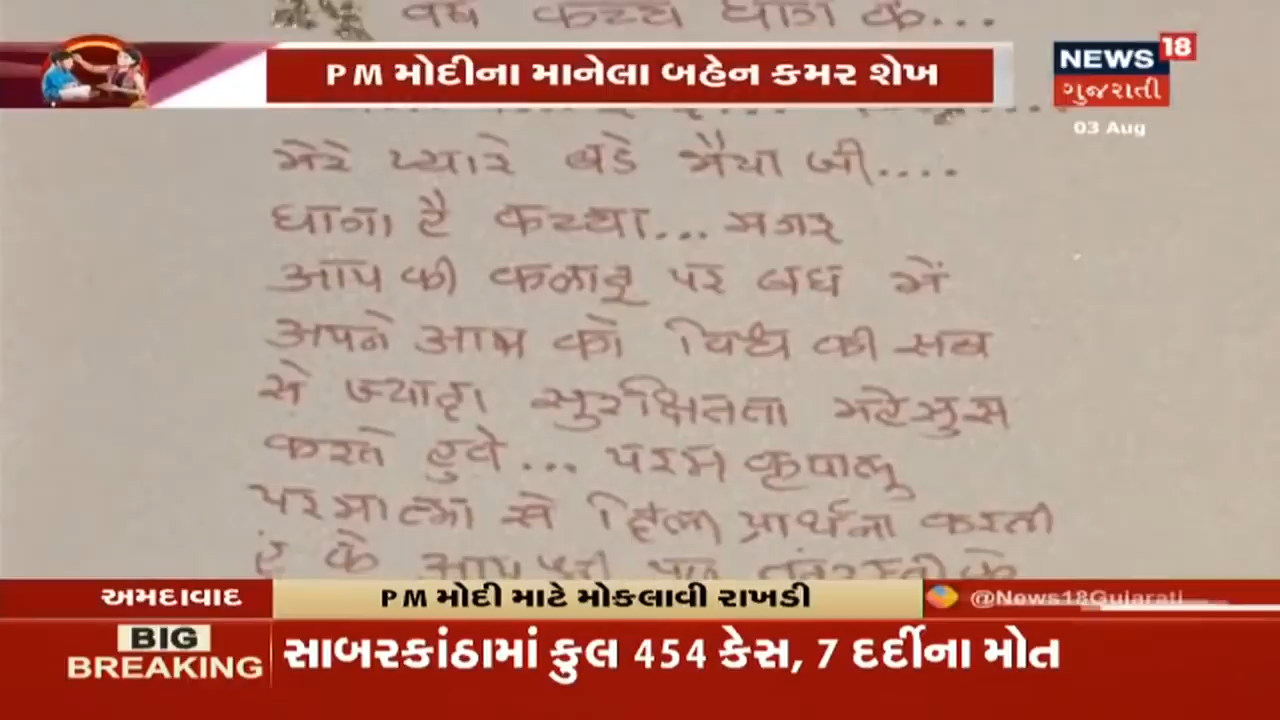 PM મોદીના માનેલા બહેન કમર શેખ
NEWS 18
ગુજરાતી
03 Aug
मेरे प्यारे बडे भैया जी....
धागा है कच्चा... मगर
आप की कलाइ पर बंध में
अपने आप को विश्व की सब
से ज्यादा सुरक्षितता महेसुस
करते हुवे... परम कृपालु
परमात्मा से प्रार्थना करती
અમદાવાદ
PM મોદી માટે મોકલાવી રાખડી
@News18Gujarati
BIG
BREAKING
સાબરકાંઠામાં કુલ 454 કેસ, 7 દર્દીના મોત